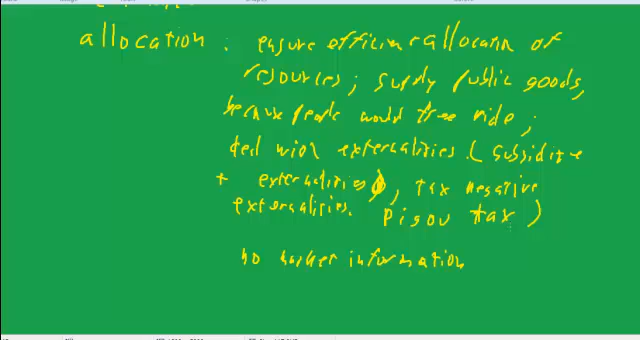 allocation : ensure efficient allocation of
resources; supply public goods,
because people would free ride;
deal with externalities. (subsidize
+ externalities, tax negative
externalities. Pigou tax)
no market information